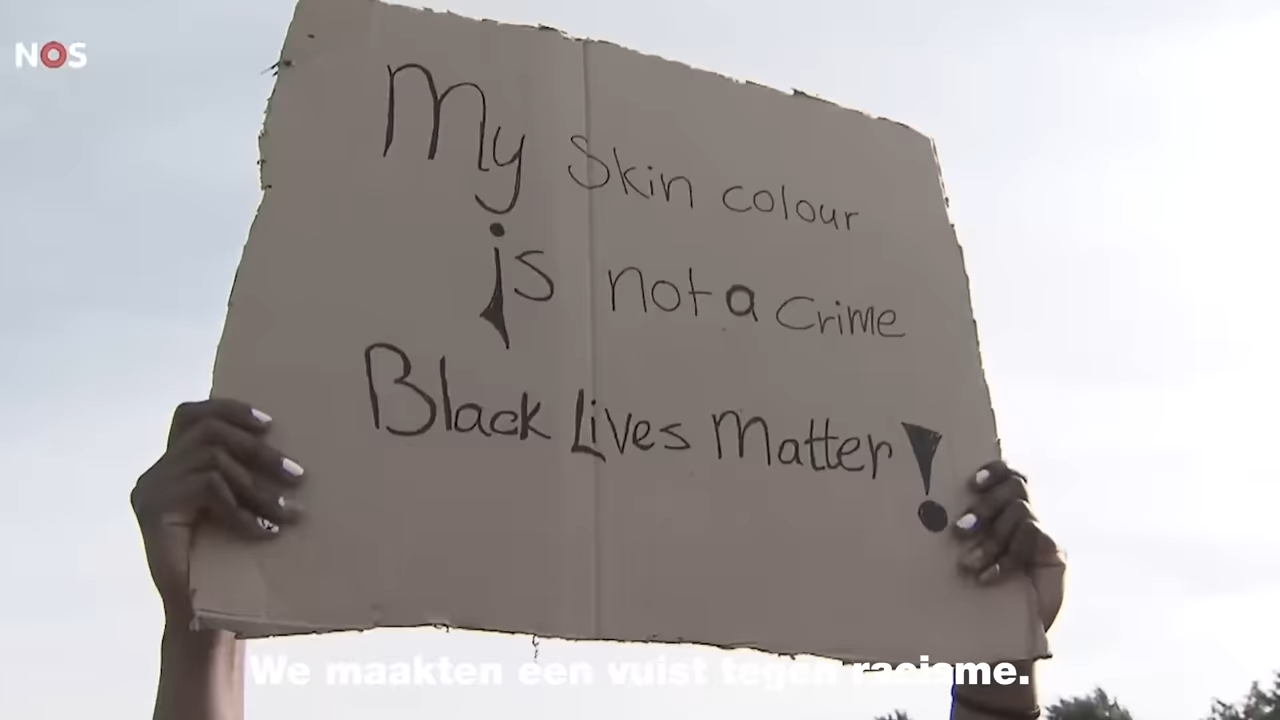 NOS
My skin colour
is not a crime
Black Lives Matter!
We maakten een vuist tegen racisme.